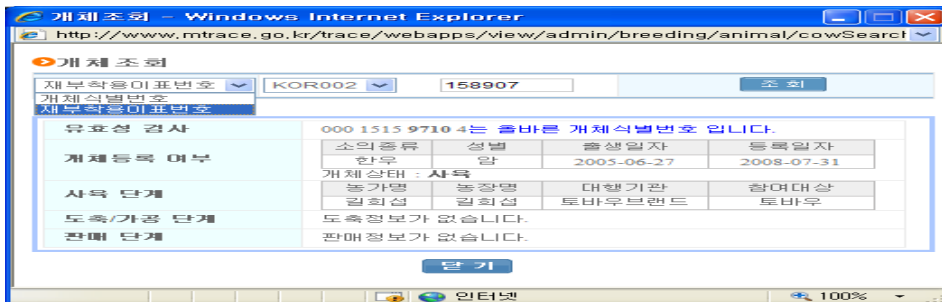 개체조회 - Windows Internet Explorer
http://www.mtrace.go.kr/trace/webapps/view/admin/breeding/animal/cowSearch
개체조회
재부착용이표번호 KOR002 158907 조회
개체식별번호
재부착용이표번호
유효성 검사 000 1515 9710 4는 올바른 개체식별번호 입니다.
개체등록 여부 소의종류 성별 출생일자 등록일자
한우 암 2005-06-27 2008-07-31
개체상태 : 사육
사육 단계 농가명 농장명 대행기관 참여대상
김희섭 김희섭 토바우브랜드 토바우
도축/가공 단계 도축정보가 없습니다.
판매 단계 판매정보가 없습니다.
닫기
인터넷 100%